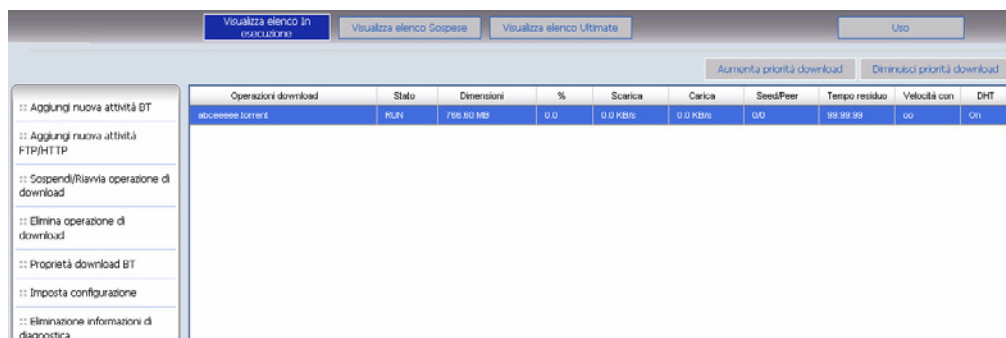 Visualizza elenco In
esecuzione
Visualizza elenco Sospese
Visualizza elenco Ultimate
Uso
Aumenta priorità download
Diminuisci priorità download
:: Aggiungi nuova attività BT
:: Aggiungi nuova attività
FTP/HTTP
:: Sospendi/Riavvia operazione di
download
:: Elimina operazione di
download
:: Proprietà download BT
:: Imposta configurazione
:: Eliminazione informazioni di
diagnostica
Operazioni download Stato Dimensioni % Scarica Carica Seed/Peer Tempo residuo Velocità con DHT
abceeeee.torrent RUN 766.60 MB 0.0 0.0 KB/s 0.0 KB/s 0/0 99.99.99 oo On